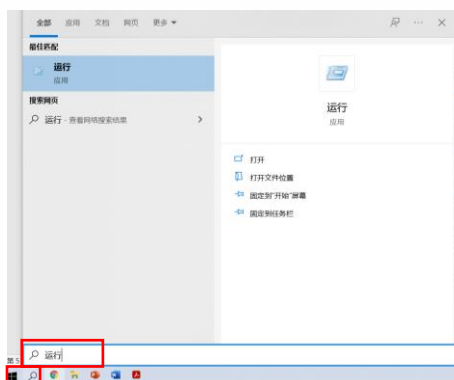 全部 应用 文档 网页 更多
最佳匹配
运行
应用
搜索网页
运行 - 查看网络搜索结果
运行
应用
打开
打开文件位置
固定到"开始"屏幕
固定到任务栏
第 5
运行